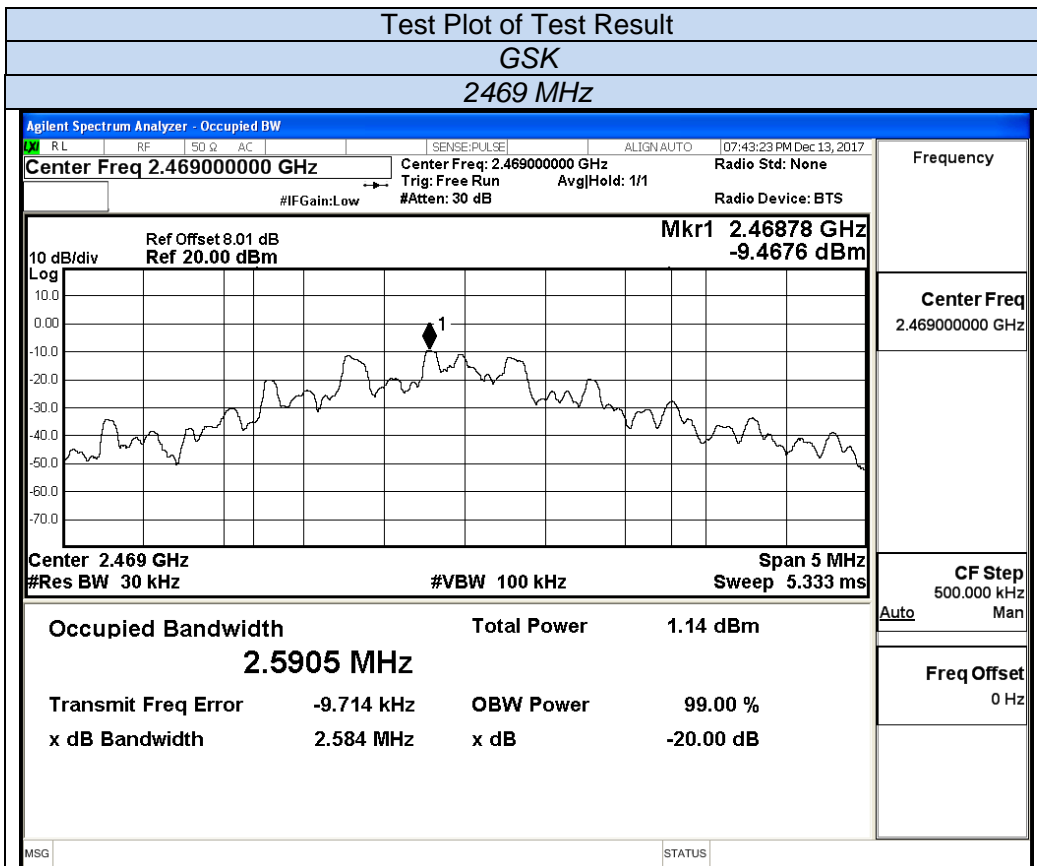 Test Plot of Test Result
GSK
2469 MHz
Agilent Spectrum Analyzer - Occupied BW
LXI RL RF 50 Ω AC SENSE:PULSE ALIGN AUTO 07:43:23 PM Dec 13, 2017
Center Freq 2.469000000 GHz
#IFGain:Low
Center Freq: 2.469000000 GHz
Trig: Free Run Avg|Hold: 1/1
#Atten: 30 dB
Radio Std: None
Radio Device: BTS
Ref Offset 8.01 dB
10 dB/div Ref 20.00 dBm
Mkr1 2.46878 GHz
-9.4676 dBm
Log
10.0
0.00
-10.0
-20.0
-30.0
-40.0
-50.0
-60.0
-70.0
1
Center 2.469 GHz Span 5 MHz
#Res BW 30 kHz #VBW 100 kHz Sweep 5.333 ms
Occupied Bandwidth Total Power 1.14 dBm
2.5905 MHz
Transmit Freq Error -9.714 kHz OBW Power 99.00 %
x dB Bandwidth 2.584 MHz x dB -20.00 dB
MSG STATUS
Frequency
Center Freq
2.469000000 GHz
CF Step
500.000 kHz
Auto Man
Freq Offset
0 Hz